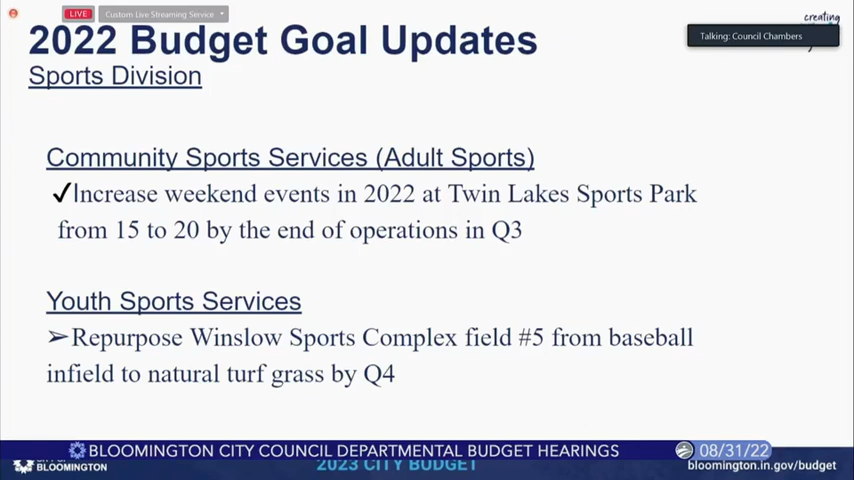 LIVE
Custom Live Streaming Service
creating
Talking: Council Chambers
2022 Budget Goal Updates
Sports Division
Community Sports Services (Adult Sports)
✓Increase weekend events in 2022 at Twin Lakes Sports Park
from 15 to 20 by the end of operations in Q3
Youth Sports Services
➢Repurpose Winslow Sports Complex field #5 from baseball
infield to natural turf grass by Q4
BLOOMINGTON CITY COUNCIL DEPARTMENTAL BUDGET HEARINGS
08/31/22
BLOOMINGTON
2023 CITY BUDGET
bloomington.in.gov/budget